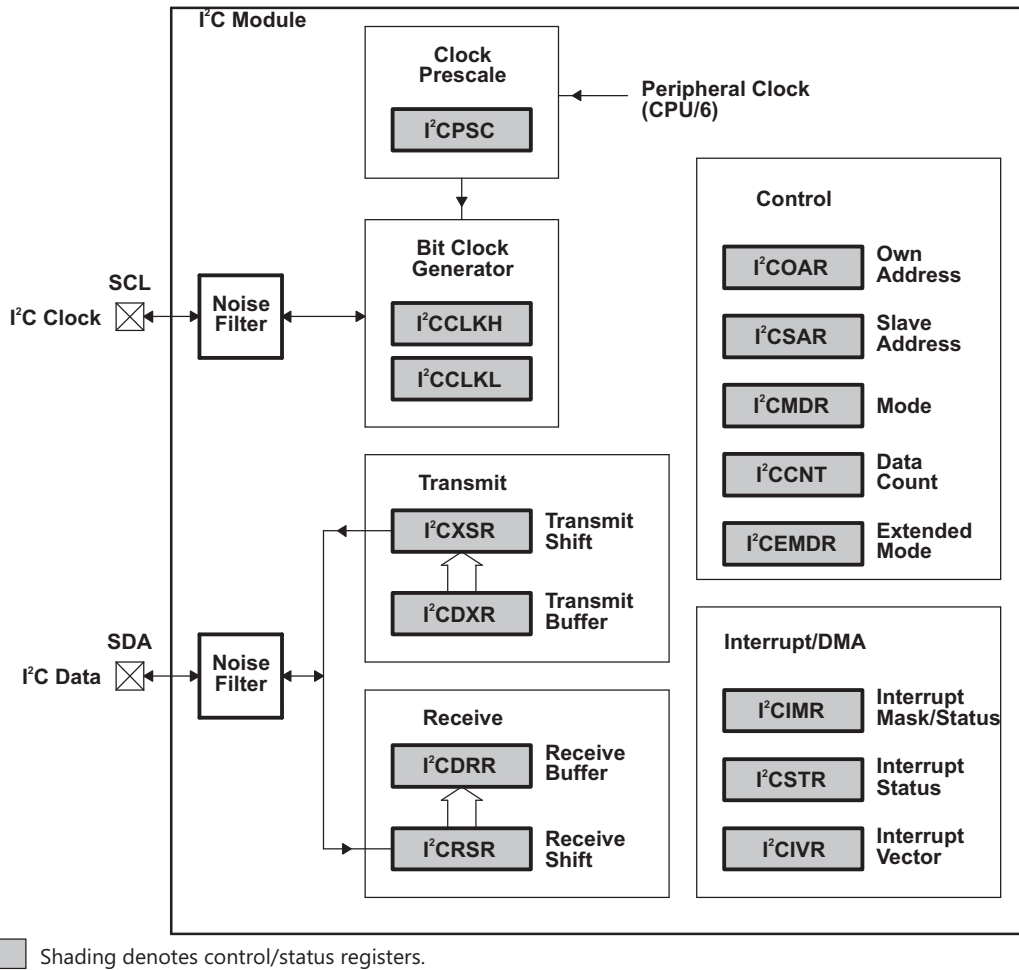 I²C Module
Clock
Prescale
I²CPSC
Peripheral Clock
(CPU/6)
Bit Clock
Generator
I²CCLKH
I²CCLKL
SCL
I²C Clock
Noise
Filter
Control
I²COAR
Own
Address
I²CSAR
Slave
Address
I²CMDR
Mode
I²CCNT
Data
Count
I²CEMDR
Extended
Mode
Transmit
I²CXSR
Transmit
Shift
I²CDXR
Transmit
Buffer
SDA
I²C Data
Noise
Filter
Receive
I²CDRR
Receive
Buffer
I²CRSR
Receive
Shift
Interrupt/DMA
I²CIMR
Interrupt
Mask/Status
I²CSTR
Interrupt
Status
I²CIVR
Interrupt
Vector
Shading denotes control/status registers.